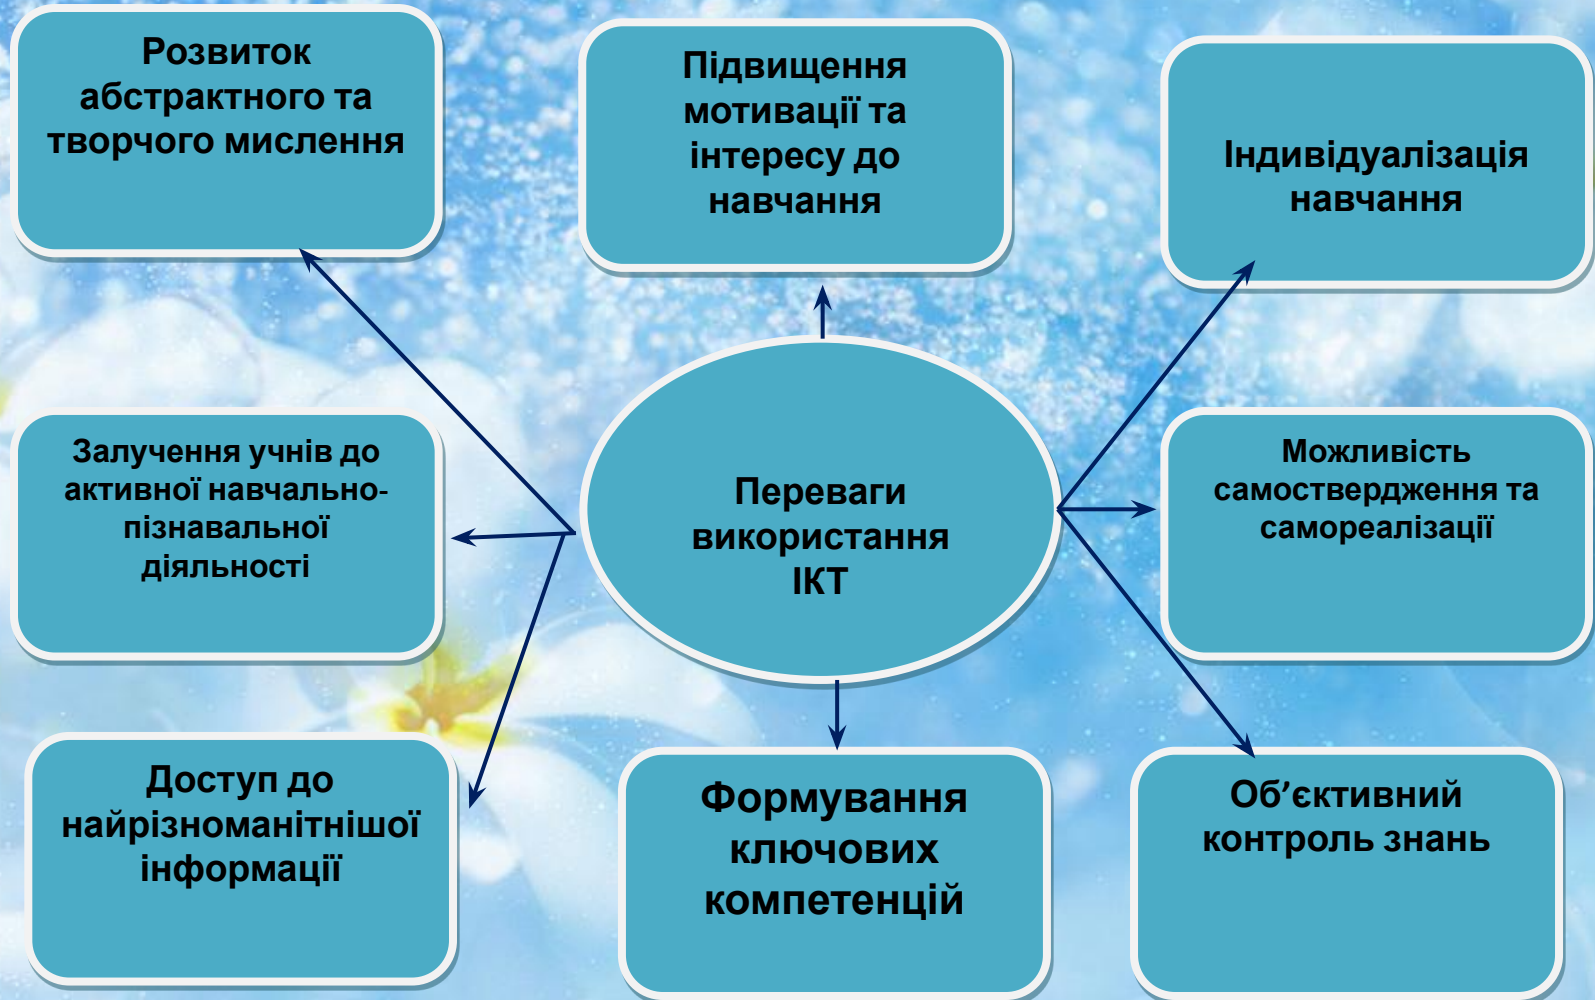 Розвиток
абстрактного та
творчого мислення
Підвищення
мотивації та
інтересу до
навчання
Індивідуалізація
навчання
Залучення учнів до
активної навчально-
пізнавальної
діяльності
Переваги
використання
ІКТ
Можливість
самоствердження та
самореалізації
Доступ до
найрізноманітнішої
інформації
Формування
ключових
компетенцій
Об’єктивний
контроль знань